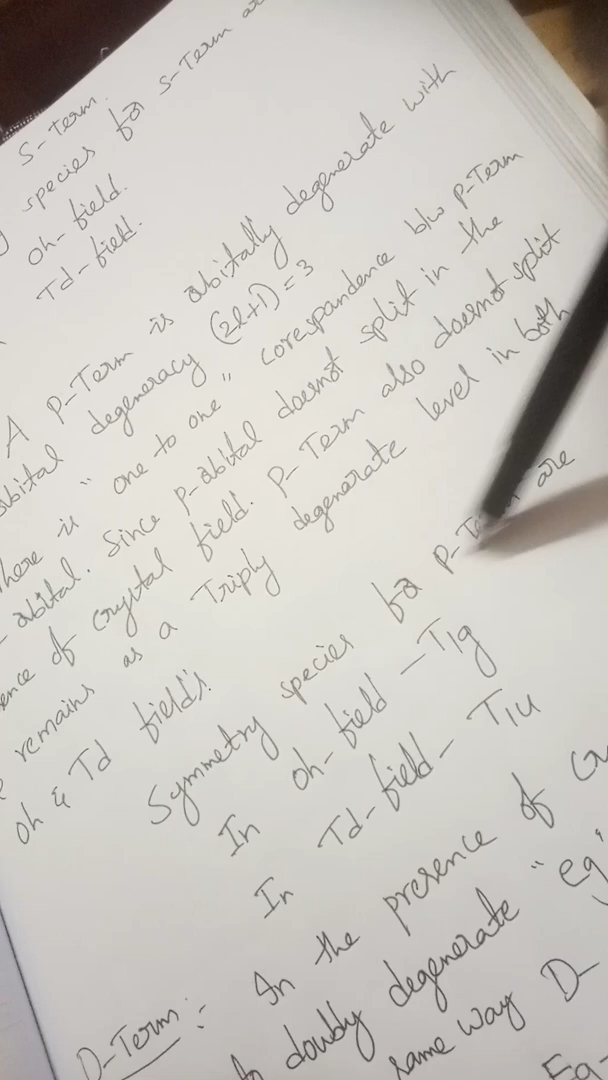 S-Term.
species for S-Term
Oh-field.
Td-field.
A P-Term is orbitally degenerate with
orbital degeneracy (2l+1) = 3
There is " one to one " corespondance b/w P-Term
orbital. Since P-orbital doesnot split in the
of crystal field. P-Term also doesnot split
remains as a Triply degenerate level in both
Oh & Td field's.
Symmetry species for P-Term are
In Oh-field - T1g
In Td-field - T1u
D-Term:- In the presence of
doubly degenerate "eg"
same way D-
Eg-